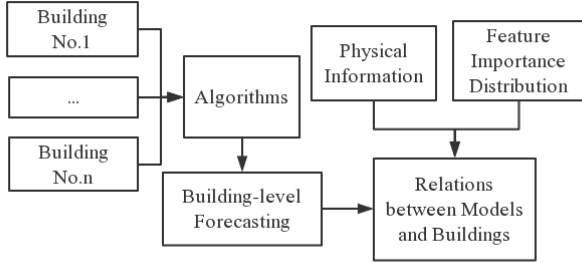 Building
No.1
...
Building
No.n
Algorithms
Building-level
Forecasting
Physical
Information
Feature
Importance
Distribution
Relations
between Models
and Buildings